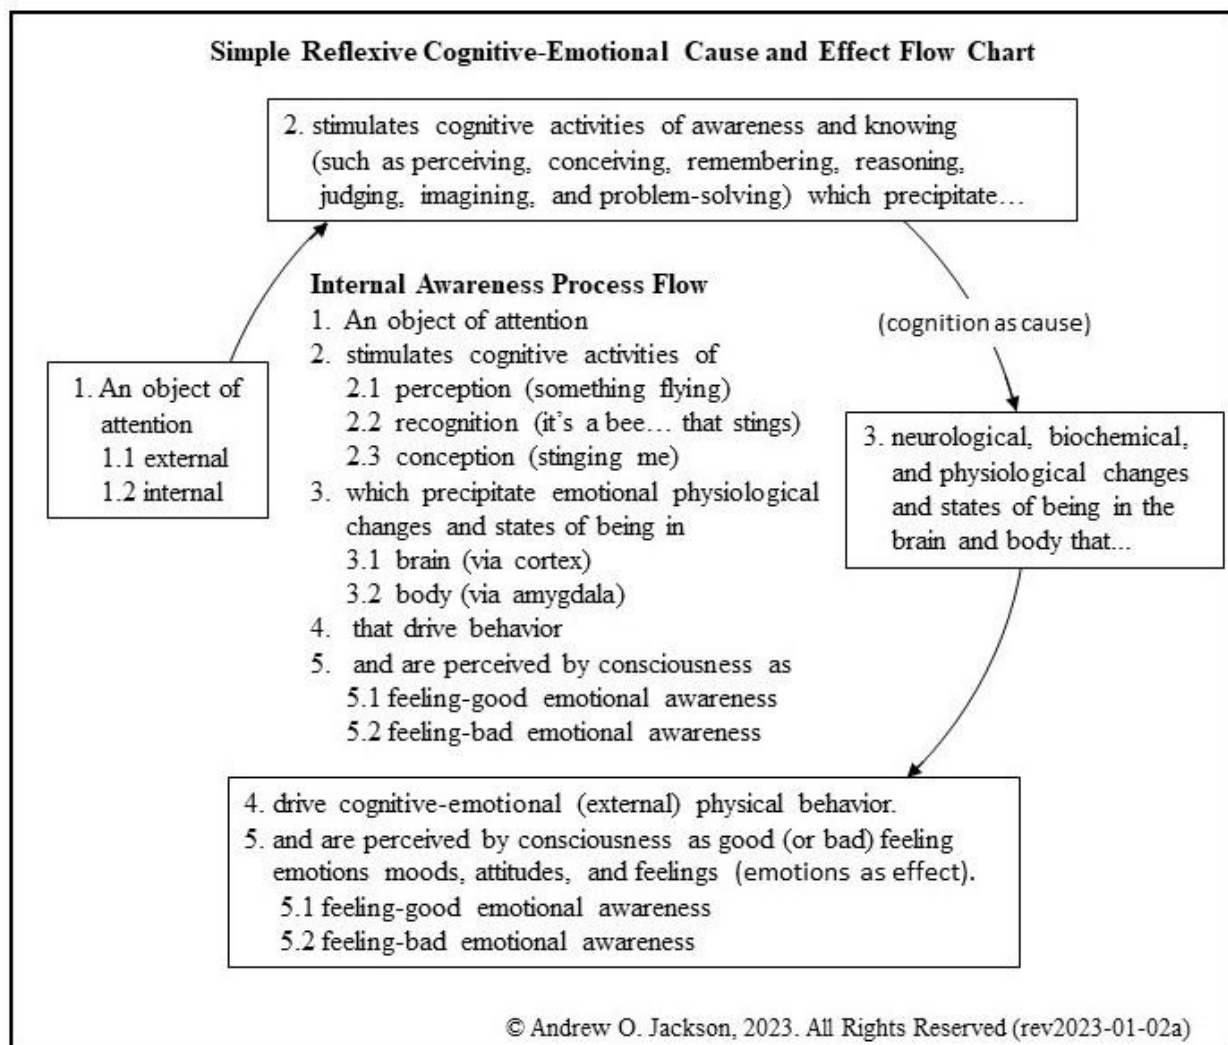 Simple Reflexive Cognitive-Emotional Cause and Effect Flow Chart
2. stimulates cognitive activities of awareness and knowing
(such as perceiving, conceiving, remembering, reasoning,
judging, imagining, and problem-solving) which precipitate…
(cognition as cause)
1. An object of
attention
1.1 external
1.2 internal
Internal Awareness Process Flow
1. An object of attention
2. stimulates cognitive activities of
2.1 perception (something flying)
2.2 recognition (it's a bee… that stings)
2.3 conception (stinging me)
3. which precipitate emotional physiological
changes and states of being in
3.1 brain (via cortex)
3.2 body (via amygdala)
4. that drive behavior
5. and are perceived by consciousness as
5.1 feeling-good emotional awareness
5.2 feeling-bad emotional awareness
3. neurological, biochemical,
and physiological changes
and states of being in the
brain and body that...
4. drive cognitive-emotional (external) physical behavior.
5. and are perceived by consciousness as good (or bad) feeling
emotions moods, attitudes, and feelings (emotions as effect).
5.1 feeling-good emotional awareness
5.2 feeling-bad emotional awareness
© Andrew O. Jackson, 2023. All Rights Reserved (rev2023-01-02a)